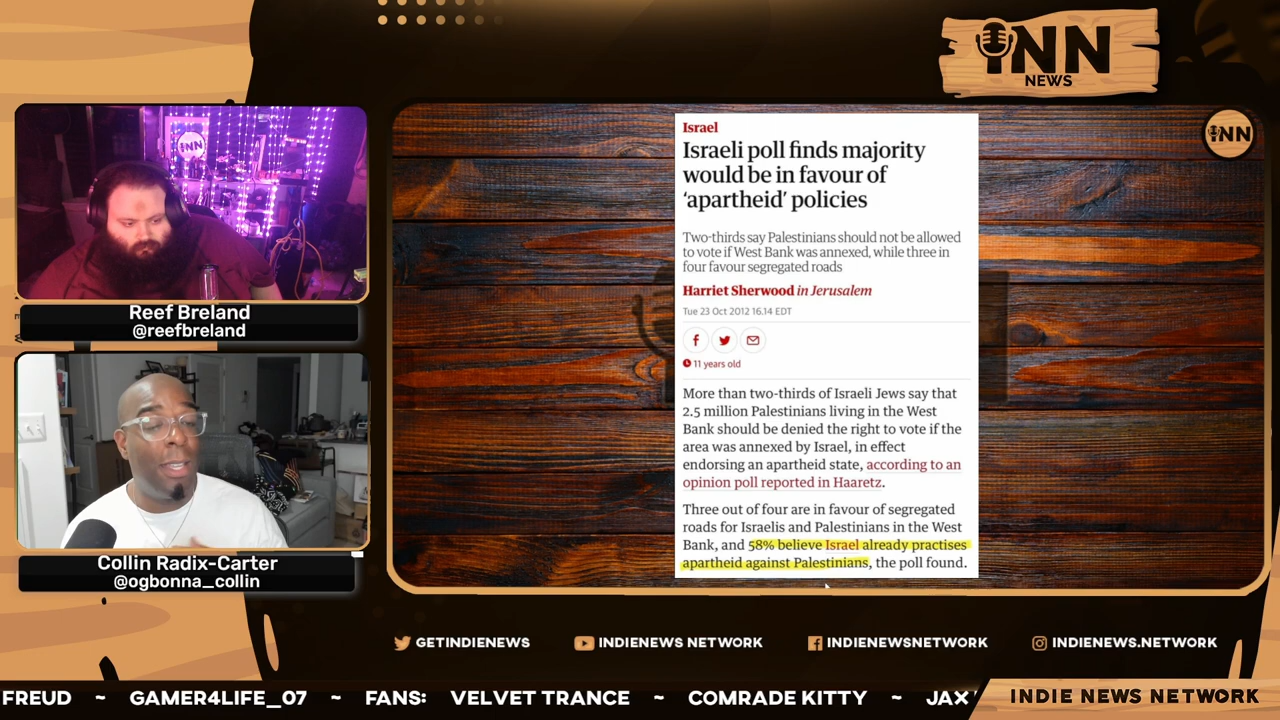 iNN
NEWS
iNN
iNN
Reef Breland
@reefbreland
Collin Radix-Carter
@ogbonna_collin
Israel
Israeli poll finds majority
would be in favour of
‘apartheid’ policies
Two-thirds say Palestinians should not be allowed
to vote if West Bank was annexed, while three in
four favour segregated roads
Harriet Sherwood in Jerusalem
Tue 23 Oct 2012 16.14 EDT
11 years old
More than two-thirds of Israeli Jews say that
2.5 million Palestinians living in the West
Bank should be denied the right to vote if the
area was annexed by Israel, in effect
endorsing an apartheid state, according to an
opinion poll reported in Haaretz.
Three out of four are in favour of segregated
roads for Israelis and Palestinians in the West
Bank, and 58% believe Israel already practises
apartheid against Palestinians, the poll found.
GETINDIENEWS
INDIENEWS NETWORK
INDIENEWSNETWORK
INDIENEWS.NETWORK
FREUD ~ GAMER4LIFE_07 ~ FANS: VELVET TRANCE ~ COMRADE KITTY ~ JAX
INDIE NEWS NETWORK